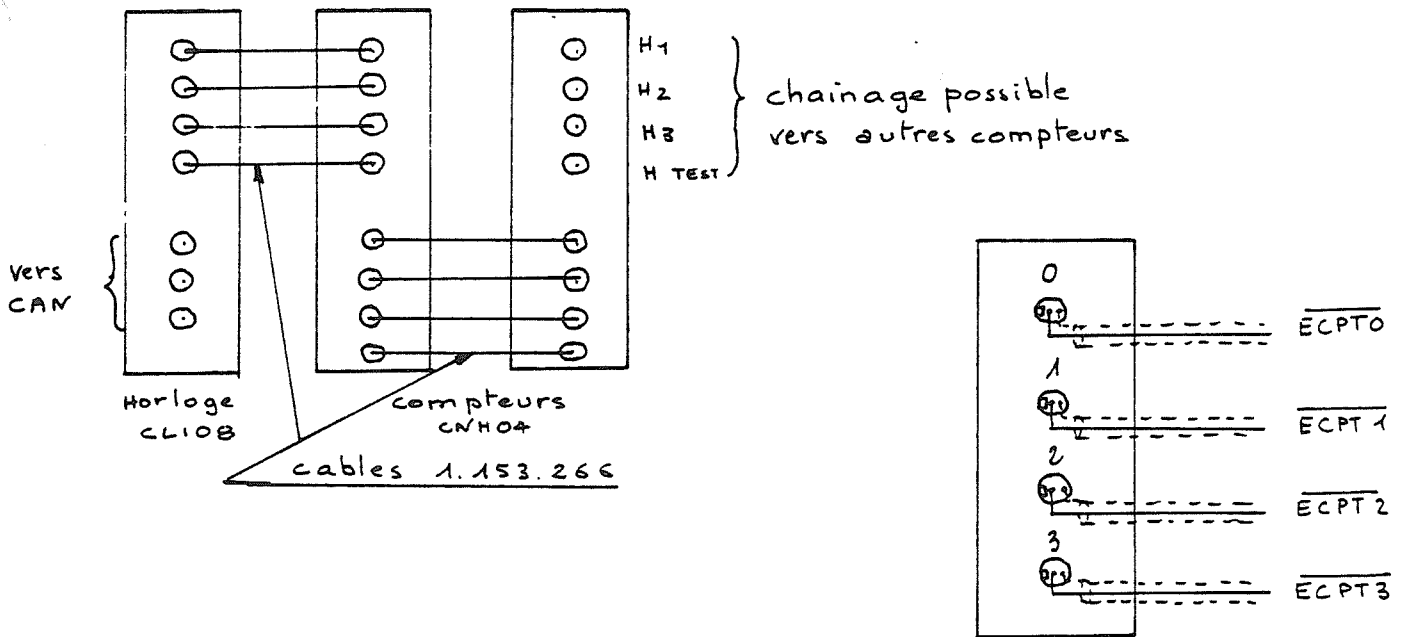 H1
H2
H3
H TEST
chainage possible
vers autres compteurs
vers
CAN
Horloge
CL108
compteurs
CNH04
cables 1.153.266
0
ECPT0
1
ECPT1
2
ECPT2
3
ECPT3